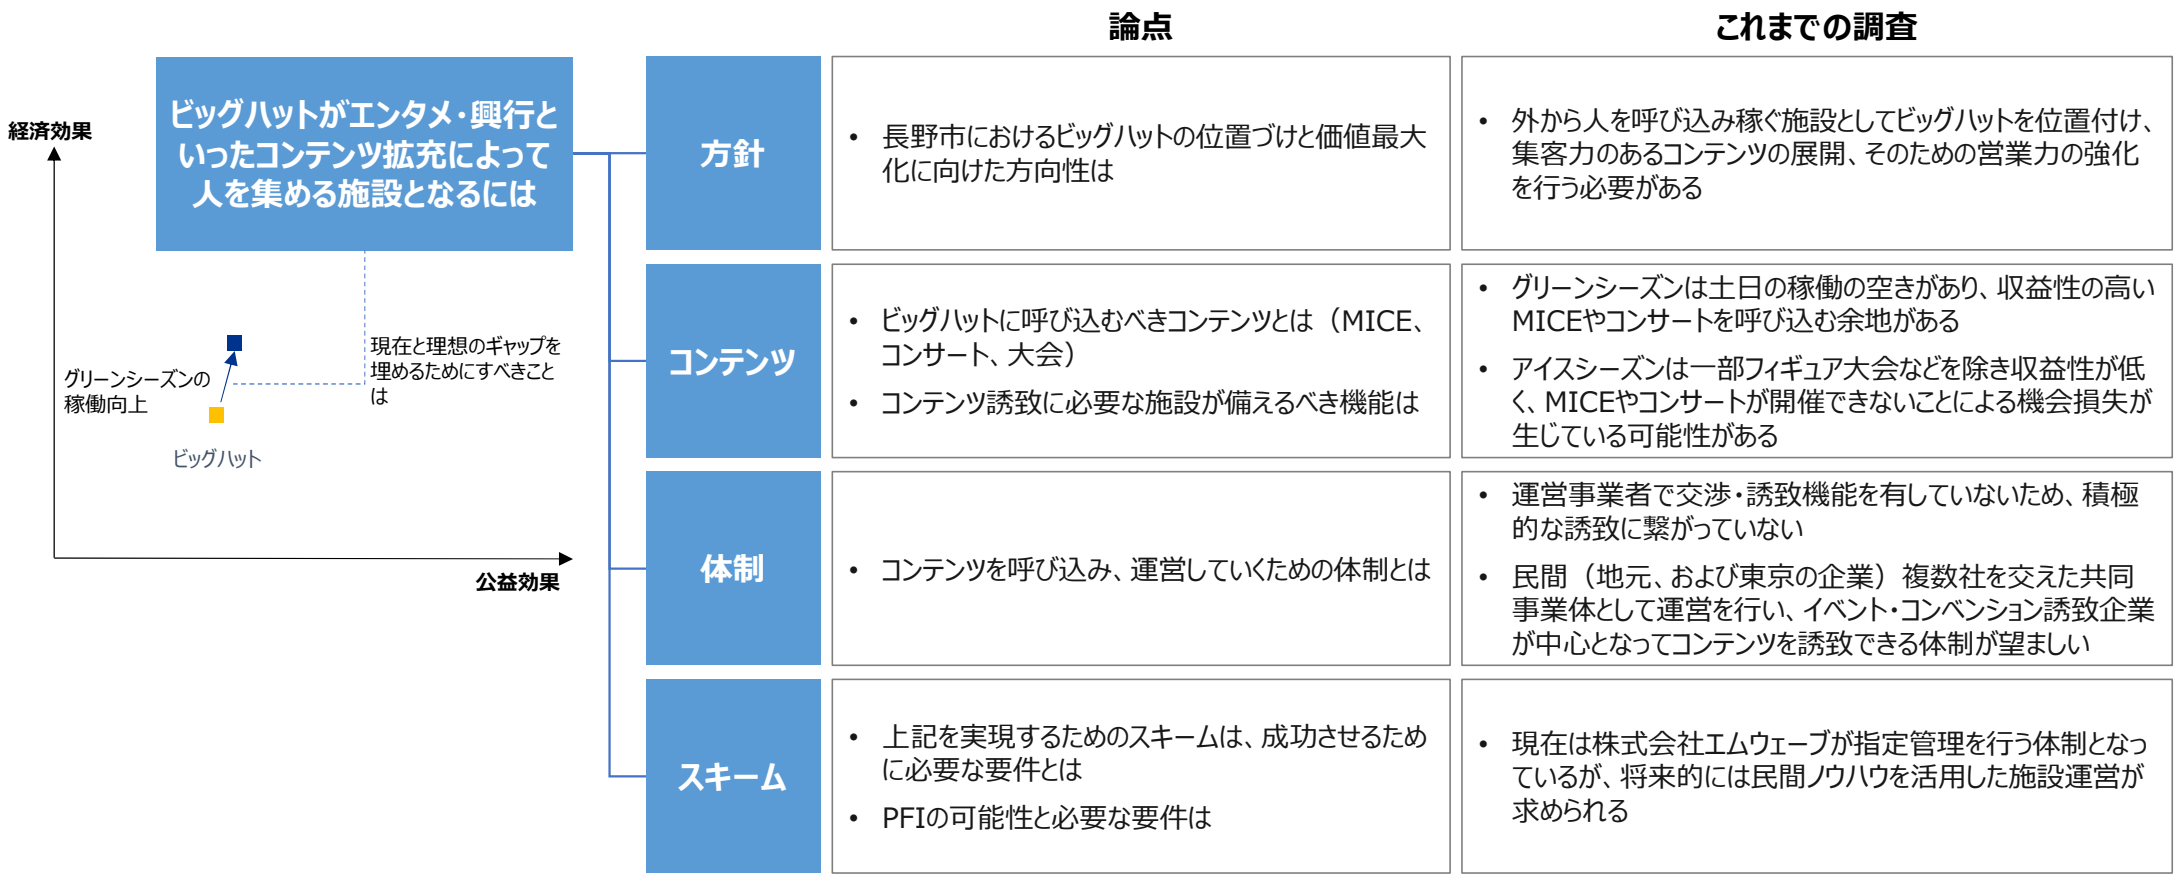 論点
これまでの調査
経済効果
ビッグハットがエンタメ・興行と
いったコンテンツ拡充によって
人を集める施設となるには
グリーンシーズンの
稼働向上
現在と理想のギャップを
埋めるためにすべきこと
は
ビッグハット
公益効果
方針
• 長野市におけるビッグハットの位置づけと価値最大
化に向けた方向性は
• 外から人を呼び込み稼ぐ施設としてビッグハットを位置付け、
集客力のあるコンテンツの展開、そのための営業力の強化
を行う必要がある
コンテンツ
• ビッグハットに呼び込むべきコンテンツとは（MICE、
コンサート、大会）
• コンテンツ誘致に必要な施設が備えるべき機能は
• グリーンシーズンは土日の稼働の空きがあり、収益性の高い
MICEやコンサートを呼び込む余地がある
• アイスシーズンは一部フィギュア大会などを除き収益性が低
く、MICEやコンサートが開催できないことによる機会損失が
生じている可能性がある
体制
• コンテンツを呼び込み、運営していくための体制とは
• 運営事業者で交渉・誘致機能を有していないため、積極
的な誘致に繋がっていない
• 民間（地元、および東京の企業）複数社を交えた共同
事業体として運営を行い、イベント・コンベンション誘致企業
が中心となってコンテンツを誘致できる体制が望ましい
スキーム
• 上記を実現するためのスキームは、成功させるため
に必要な要件とは
• PFIの可能性と必要な要件は
• 現在は株式会社エムウェーブが指定管理を行う体制となっ
ているが、将来的には民間ノウハウを活用した施設運営が
求められる